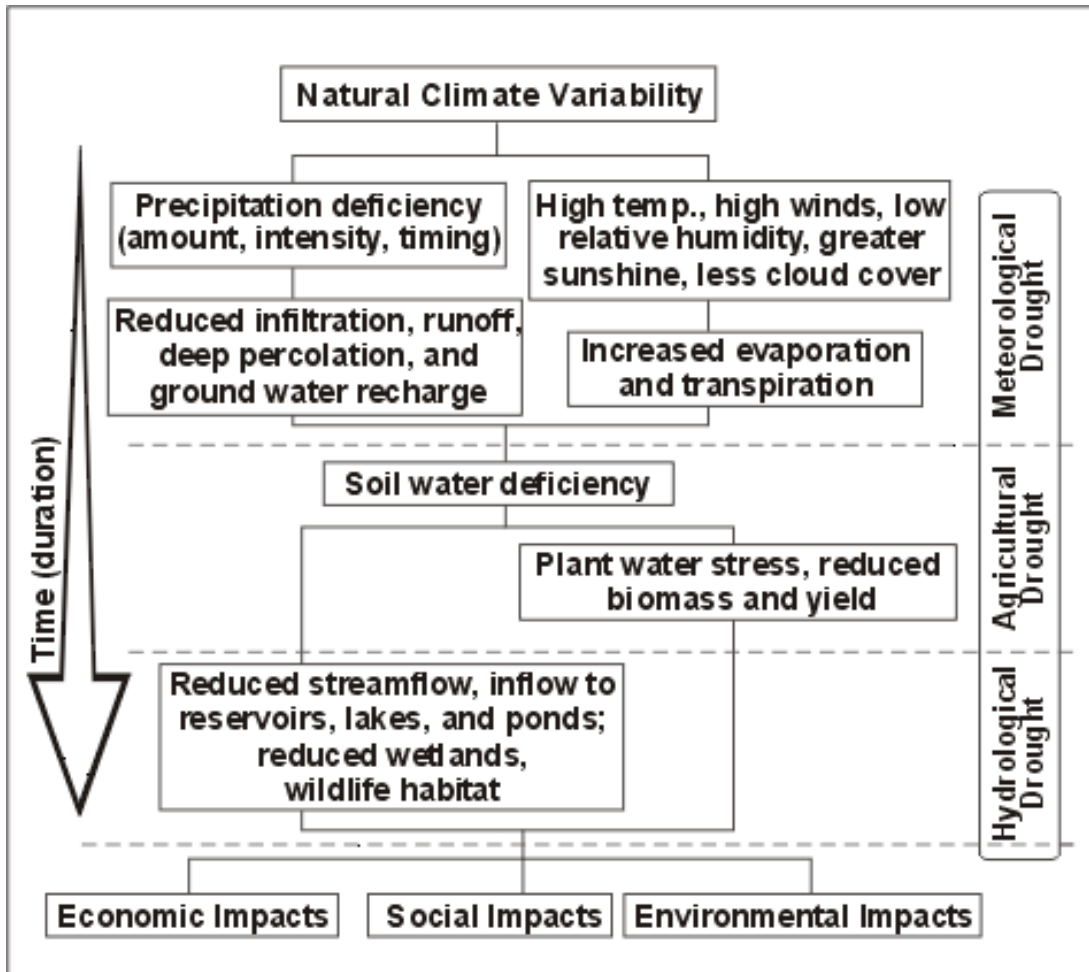 Natural Climate Variability
Precipitation deficiency
(amount, intensity, timing)
High temp., high winds, low
relative humidity, greater
sunshine, less cloud cover
Reduced infiltration, runoff,
deep percolation, and
ground water recharge
Increased evaporation
and transpiration
Soil water deficiency
Plant water stress, reduced
biomass and yield
Reduced streamflow, inflow to
reservoirs, lakes, and ponds;
reduced wetlands,
wildlife habitat
Economic Impacts
Social Impacts
Environmental Impacts
Time (duration)
Meteorological
Drought
Agricultural
Drought
Hydrological
Drought